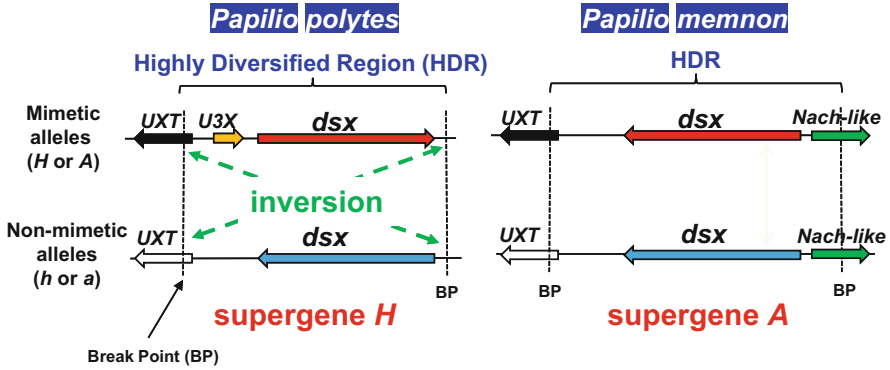 Papilio polytes
Papilio memnon
Highly Diversified Region (HDR)
HDR
Mimetic
alleles
(H or A)
UXT
U3X
dsx
UXT
dsx
Nach-like
inversion
Non-mimetic
alleles
(h or a)
UXT
dsx
UXT
dsx
Nach-like
BP
BP
BP
supergene H
supergene A
Break Point (BP)